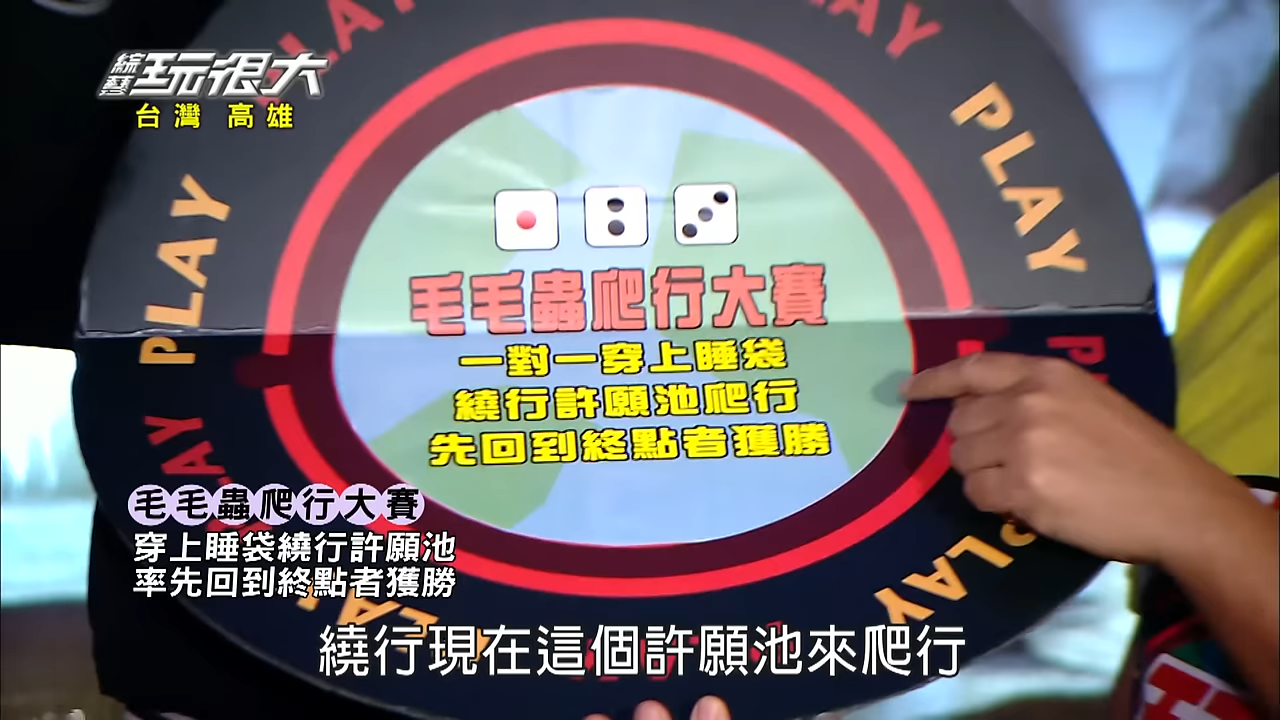 綜藝玩很大
台灣 高雄
PLAY
PLAY
PLAY
PLAY
毛毛蟲爬行大賽
一對一穿上睡袋
繞行許願池爬行
先回到終點者獲勝
PLAY
PLAY
毛毛蟲爬行大賽
穿上睡袋繞行許願池
率先回到終點者獲勝
繞行現在這個許願池來爬行